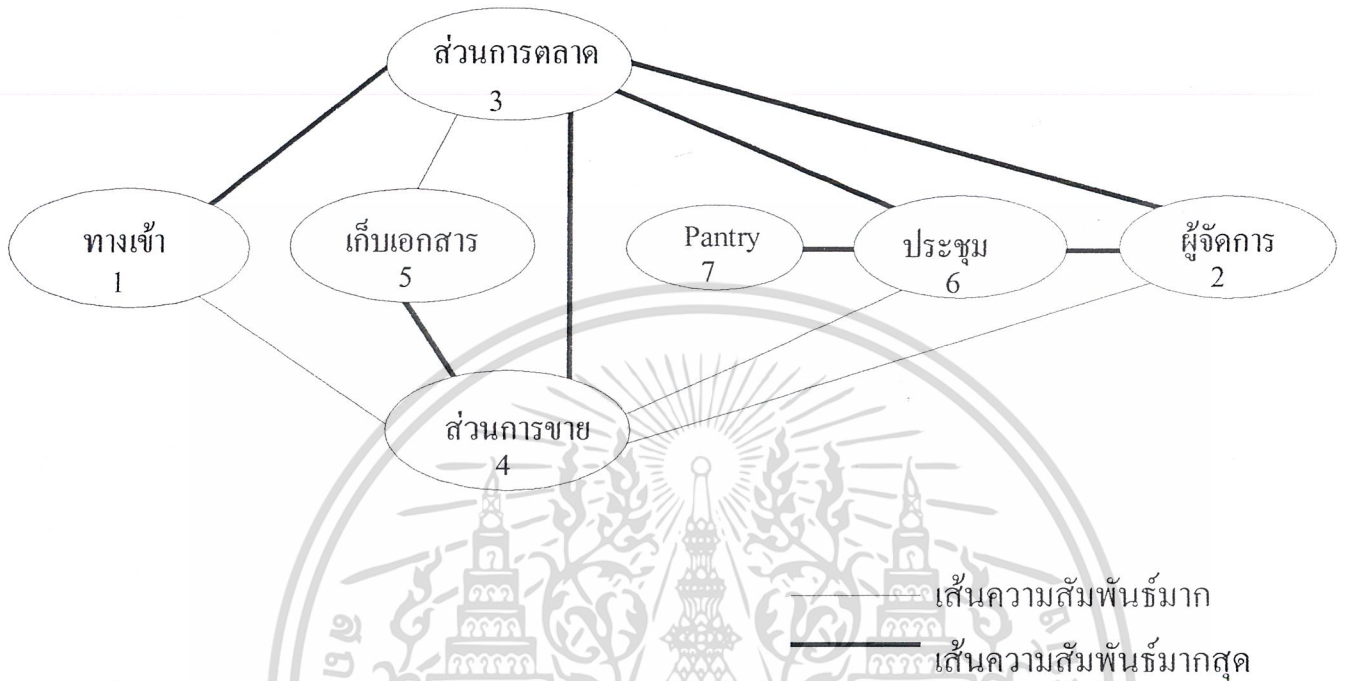 ส่วนการตลาด
3
ทางเข้า
1
เก็บเอกสาร
5
Pantry
7
ประชุม
6
ผู้จัดการ
2
ส่วนการขาย
4
เส้นความสัมพันธ์มาก
เส้นความสัมพันธ์มากสุด